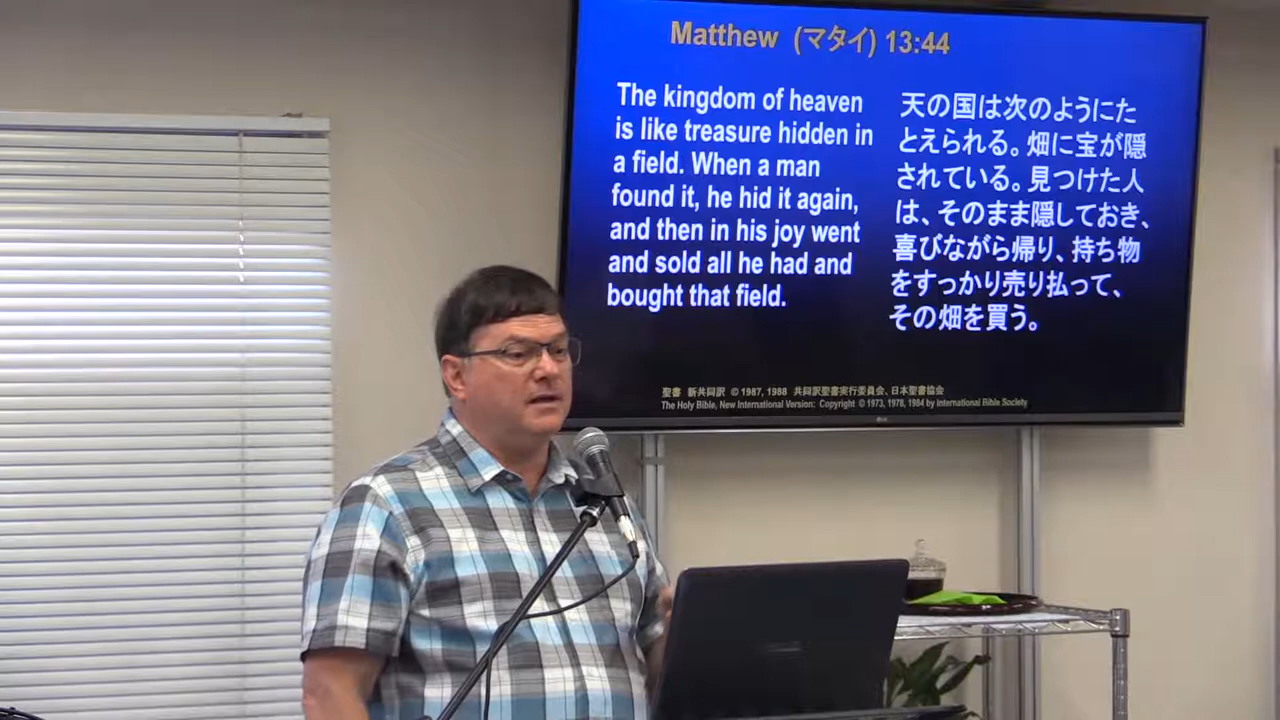 Matthew (マタイ) 13:44
The kingdom of heaven
is like treasure hidden in
a field. When a man
found it, he hid it again,
and then in his joy went
and sold all he had and
bought that field.
天の国は次のようにた
とえられる。畑に宝が隠
されている。見つけた人
は、そのまま隠しておき、
喜びながら帰り、持ち物
をすっかり売り払って、
その畑を買う。
聖書 新共同訳 © 1987, 1988 共同訳聖書実行委員会、日本聖書協会
The Holy Bible, New International Version: Copyright © 1973, 1978, 1984 by International Bible Society
LG